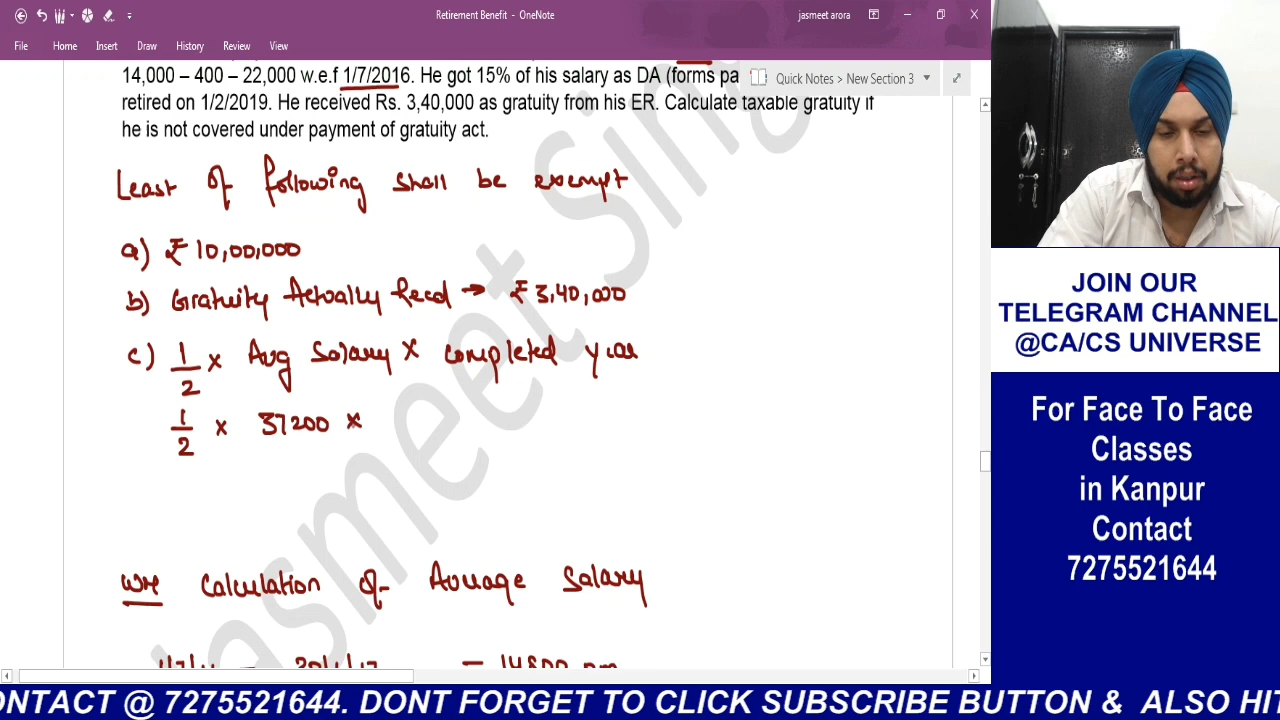 Retirement Benefit - OneNote
jasmeet arora
File Home Insert Draw History Review View
14,000 – 400 – 22,000 w.e.f 1/7/2016. He got 15% of his salary as DA (forms pa
Quick Notes > New Section 3
retired on 1/2/2019. He received Rs. 3,40,000 as gratuity from his ER. Calculate taxable gratuity if
he is not covered under payment of gratuity act.
Least of following shall be exempt
a) ₹ 10,00,000
b) Gratuity Actually Recd → ₹ 3,40,000
c) 1/2 × Avg Salary × completed year
1/2 × 37200 ×
WN Calculation of Average Salary
= 14800 pm
Jasmeet Sing
JOIN OUR
TELEGRAM CHANNEL
@CA/CS UNIVERSE
For Face To Face
Classes
in Kanpur
Contact
7275521644
ONTACT @ 7275521644. DONT FORGET TO CLICK SUBSCRIBE BUTTON & ALSO HIT